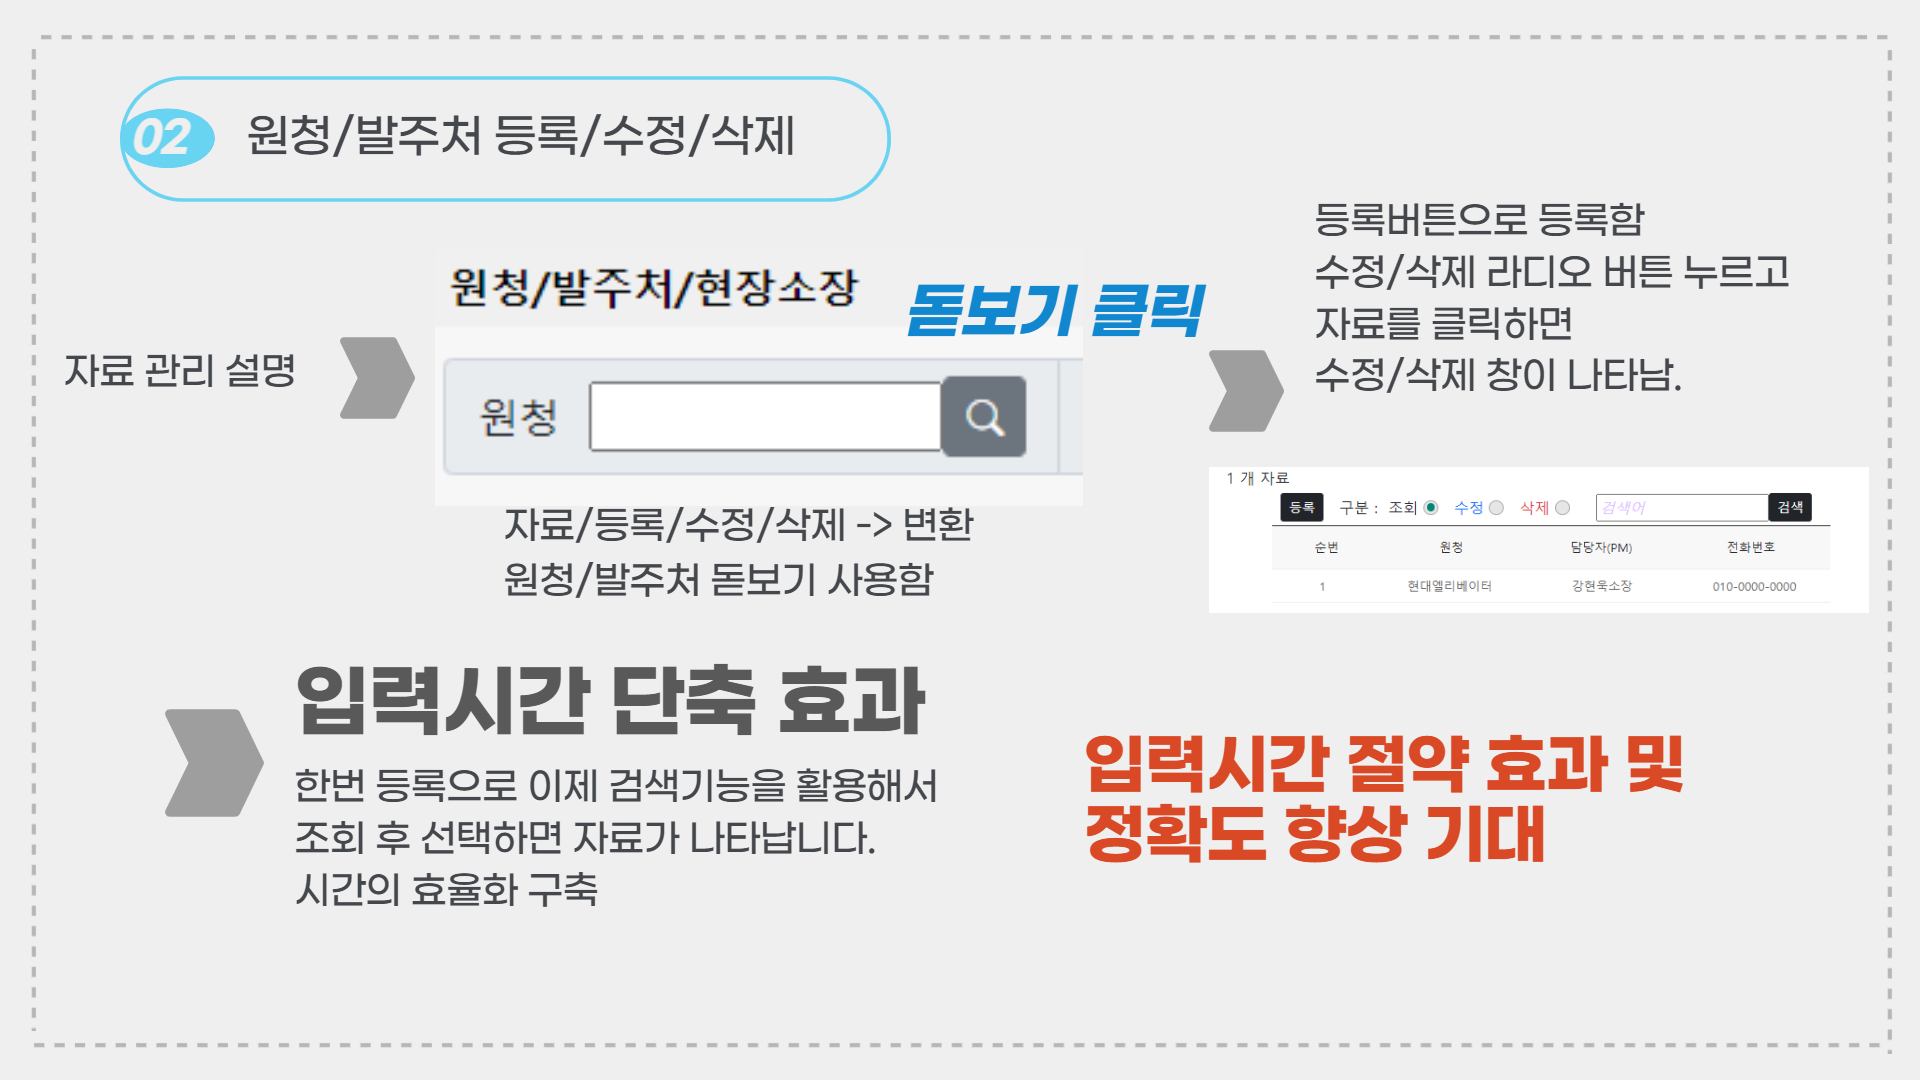 02 원청/발주처 등록/수정/삭제
자료 관리 설명
원청/발주처/현장소장
돋보기 클릭
원청
자료/등록/수정/삭제 -> 변환
원청/발주처 돋보기 사용함
등록버튼으로 등록함
수정/삭제 라디오 버튼 누르고
자료를 클릭하면
수정/삭제 창이 나타남.
1 개 자료
등록 구분 : 조회 수정 삭제 검색어 검색
순번 원청 담당자(PM) 전화번호
1 현대엘리베이터 강현욱소장 010-0000-0000
입력시간 단축 효과
한번 등록으로 이제 검색기능을 활용해서
조회 후 선택하면 자료가 나타납니다.
시간의 효율화 구축
입력시간 절약 효과 및
정확도 향상 기대